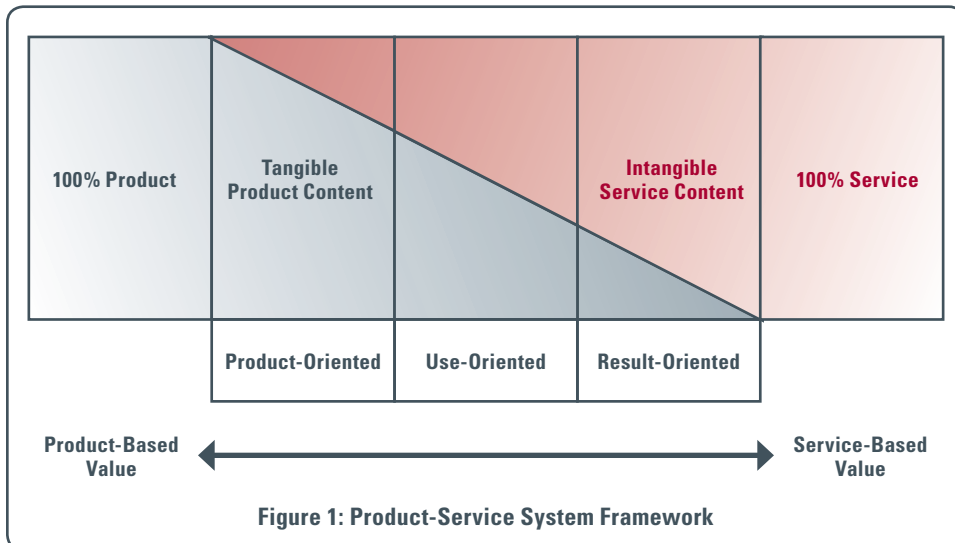 100% Product
Tangible
Product Content
Intangible
Service Content
100% Service
Product-Oriented
Use-Oriented
Result-Oriented
Product-Based
Value
Service-Based
Value
Figure 1: Product-Service System Framework